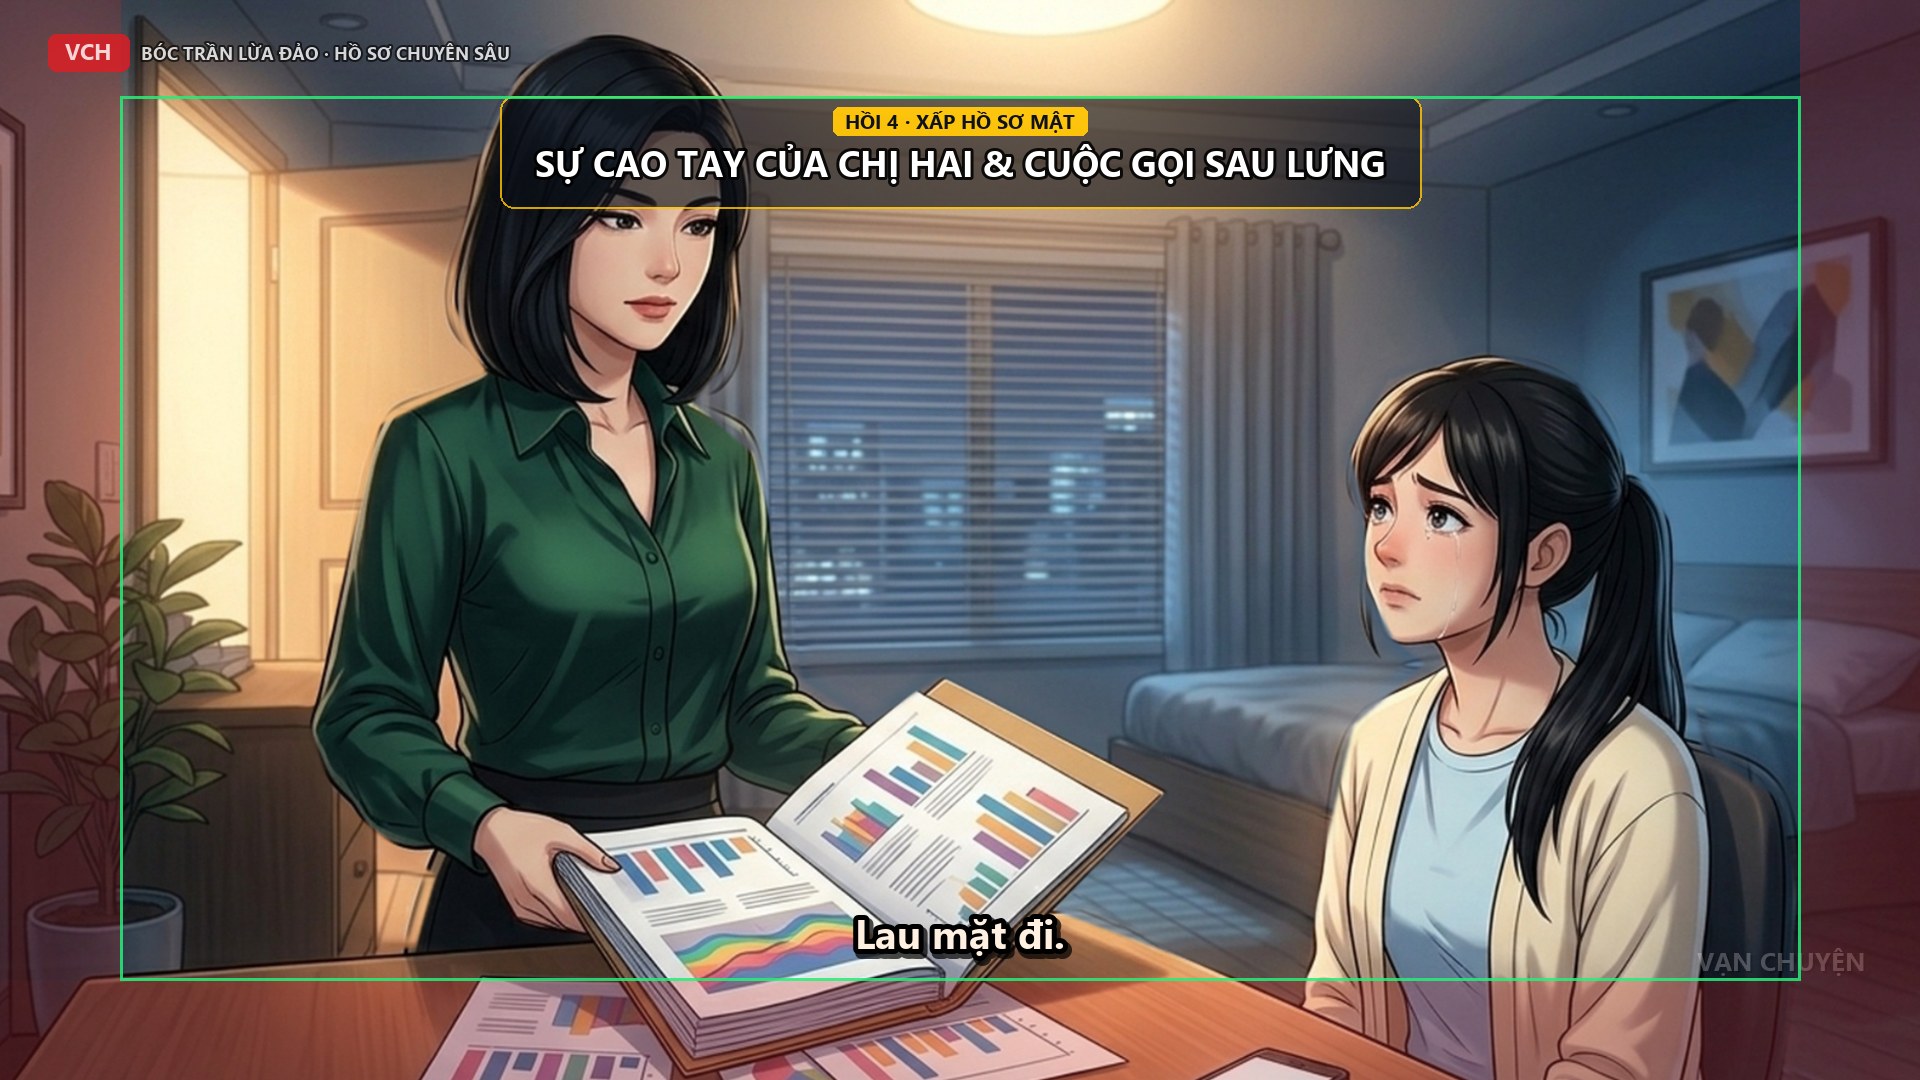 VCH BÓC TRẦN LỪA ĐẢO · HỒ SƠ CHUYÊN SÂU
HỒI 4 · XẤP HỒ SƠ MẬT
SỰ CAO TAY CỦA CHỊ HAI & CUỘC GỌI SAU LƯNG
Lau mặt đi.
VẠN CHUYỆN